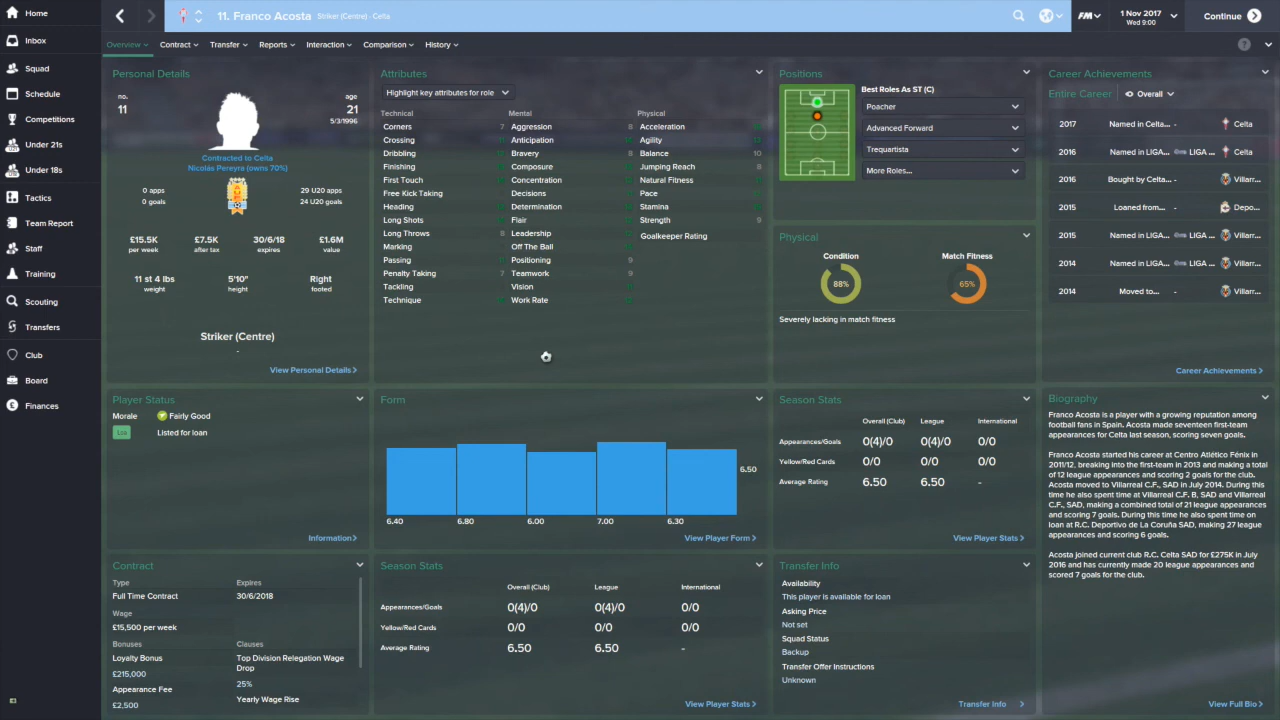 Home
Inbox
Squad
Schedule
Competitions
Under 21s
Under 18s
Tactics
Team Report
Staff
Training
Scouting
Transfers
Club
Board
Finances
11. Franco Acosta Striker (Centre) - Celta
FM
1 Nov 2017
Wed 9:00
Continue
Overview Contract Transfer Reports Interaction Comparison History
Personal Details
no.
11
age
21
5/3/1996
Contracted to Celta
Nicolás Pereyra (owns 70%)
0 apps
0 goals
29 U20 apps
24 U20 goals
£15.5K
per week
£7.5K
after tax
30/6/18
expires
£1.6M
value
11 st 4 lbs
weight
5'10"
height
Right
footed
Striker (Centre)
-
View Personal Details
Attributes
Highlight key attributes for role
Technical Mental Physical
Corners 7 Aggression 8 Acceleration
Crossing Anticipation Agility
Dribbling Bravery 8 Balance 10
Finishing Composure Jumping Reach 8
First Touch Concentration Natural Fitness
Free Kick Taking Decisions Pace
Heading Determination Stamina
Long Shots Flair Strength 9
Long Throws 8 Leadership
Goalkeeper Rating
Marking Off The Ball
Passing Positioning 9
Penalty Taking 7 Teamwork 9
Tackling Vision
Technique Work Rate
Positions
Best Roles As ST (C)
Poacher
Advanced Forward
Trequartista
More Roles...
Physical
Condition
88%
Match Fitness
65%
Severely lacking in match fitness
Career Achievements
Entire Career Overall
2017 Named in Celta... - Celta
2016 Named in LIGA... LIGA ... Celta
2016 Bought by Celta... - Villarr...
2015 Loaned from... - Depo...
2015 Named in LIGA... LIGA ... Villarr...
2014 Named in LIGA... LIGA ... Villarr...
2014 Moved to... - Villarr...
Career Achievements
Player Status
Morale Fairly Good
Loa Listed for loan
Information
Form
6.50
6.40 6.80 6.00 7.00 6.30
View Player Form
Season Stats
Overall (Club) League International
Appearances/Goals 0(4)/0 0(4)/0 0/0
Yellow/Red Cards 0/0 0/0 0/0
Average Rating 6.50 6.50 -
View Player Stats
Biography
Franco Acosta is a player with a growing reputation among
football fans in Spain. Acosta made seventeen first-team
appearances for Celta last season, scoring seven goals.
Franco Acosta started his career at Centro Atlético Fénix in
2011/12, breaking into the first-team in 2013 and making a total
of 12 league appearances and scoring 2 goals for the club.
Acosta moved to Villarreal C.F., SAD in July 2014. During this
time he also spent time at Villarreal C.F. B, SAD and Villarreal
C.F., SAD, making a combined total of 21 league appearances
and scoring 7 goals. During this time he also spent time on
loan at R.C. Deportivo de La Coruña SAD, making 27 league
appearances and scoring 6 goals.
Acosta joined current club R.C. Celta SAD for £275K in July
2016 and has currently made 20 league appearances and
scored 7 goals for the club.
View Full Bio
Contract
Type Expires
Full Time Contract 30/6/2018
Wage
£15,500 per week
Bonuses Clauses
Loyalty Bonus Top Division Relegation Wage
Drop
£215,000 25%
Appearance Fee Yearly Wage Rise
£2,500
Season Stats
Overall (Club) League International
Appearances/Goals 0(4)/0 0(4)/0 0/0
Yellow/Red Cards 0/0 0/0 0/0
Average Rating 6.50 6.50 -
View Player Stats
Transfer Info
Availability
This player is available for loan
Asking Price
Not set
Squad Status
Backup
Transfer Offer Instructions
Unknown
Transfer Info